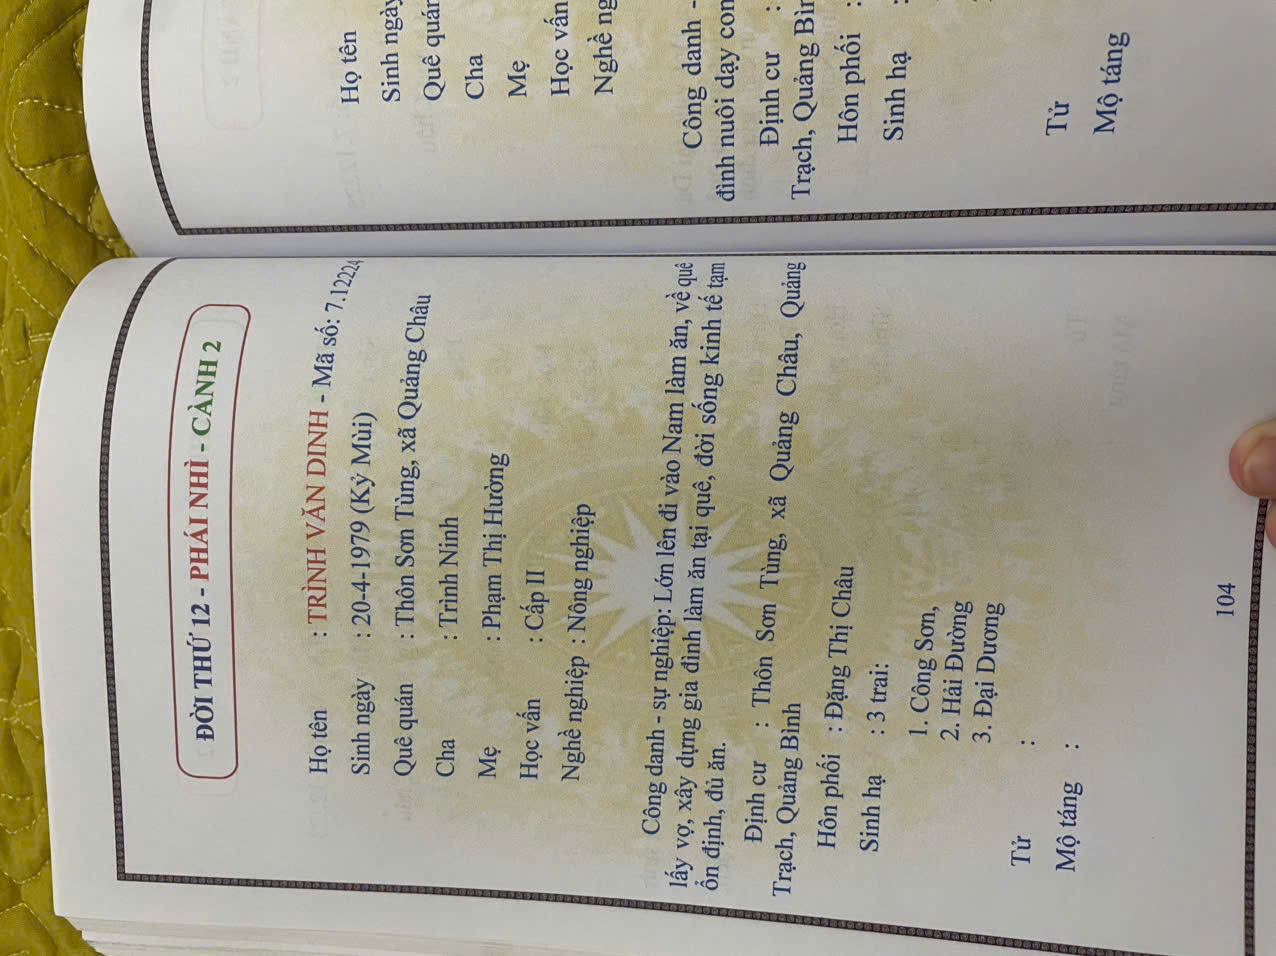 ĐỜI THỨ 12 - PHÁI NHÌ - CÀNH 2
Họ tên : TRÌNH VĂN DINH - Mã số: 7.12224
Sinh ngày : 20-4-1979 (Kỷ Mùi)
Quê quán : Thôn Sơn Tùng, xã Quảng Châu
Cha : Trình Ninh
Mẹ : Phạm Thị Hường
Học vấn : Cấp II
Nghề nghiệp : Nông nghiệp
Công danh - sự nghiệp: Lớn lên đi vào Nam làm ăn, về quê
lấy vợ, xây dựng gia đình làm ăn tại quê, đời sống kinh tế tạm
ổn định, đủ ăn.
Định cư : Thôn Sơn Tùng, xã Quảng Châu, Quảng
Trạch, Quảng Bình
Hôn phối : Đặng Thị Châu
Sinh hạ : 3 trai:
1. Công Sơn,
2. Hải Đường
3. Đại Dương
Tử :
Mộ táng :
104
Họ tên
Sinh ngày
Quê quán
Cha
Mẹ
Học vấn
Nghề ng
Công danh -
đình nuôi dạy con
Định cư :
Trạch, Quảng Bìn
Hôn phối :
Sinh hạ :
Tử
Mộ táng